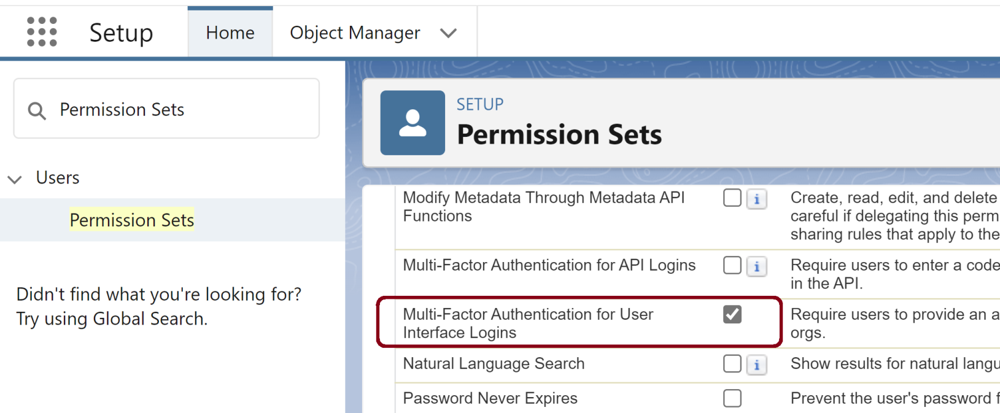 Setup
Home
Object Manager
Permission Sets
Users
Permission Sets
Didn't find what you're looking for?
Try using Global Search.
SETUP
Permission Sets
Modify Metadata Through Metadata API
Functions
Create, read, edit, and delete
careful if delegating this perm
sharing rules that apply to the
Multi-Factor Authentication for API Logins
Require users to enter a code
in the API.
Multi-Factor Authentication for User
Interface Logins
Require users to provide an a
orgs.
Natural Language Search
Show results for natural langu
Password Never Expires
Prevent the user's password f